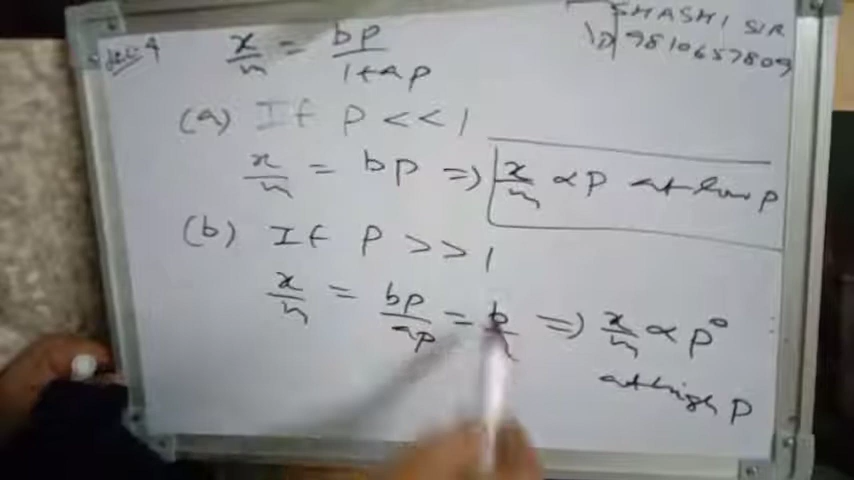 SHASHI SIR
9810657809
x/m = bp/1+ap
(a) If P << 1
x/m = bp => x/m ∝ P at low P
(b) If P >> 1
x/m = bp/ap = b/a => x/m ∝ P°
at high P